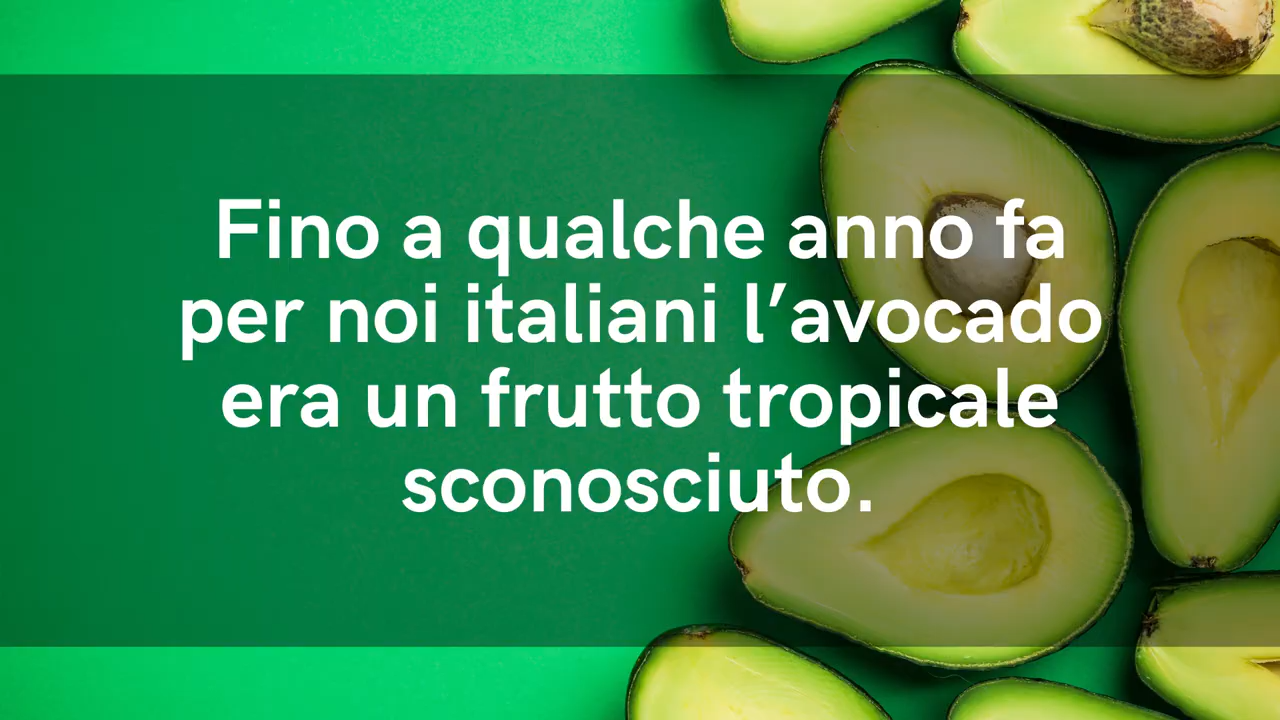 Fino a qualche anno fa
per noi italiani l’avocado
era un frutto tropicale
sconosciuto.